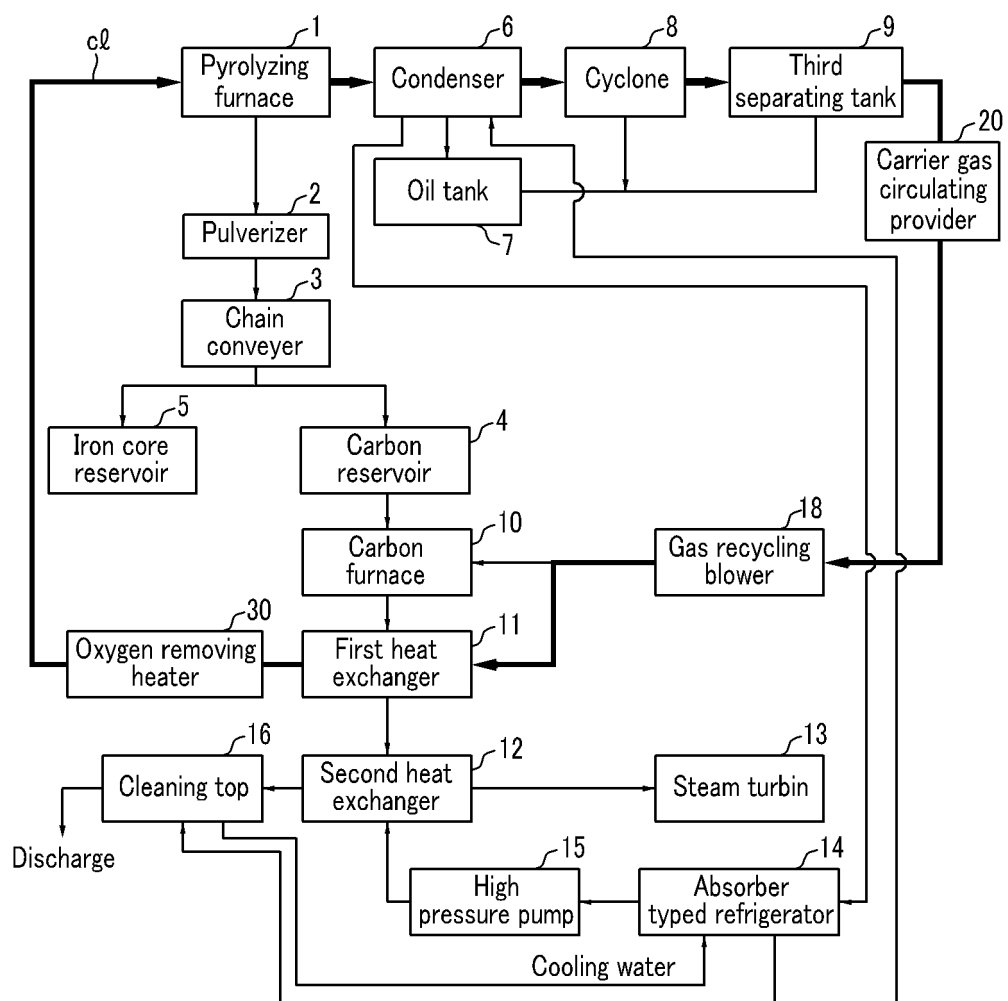 cℓ
1
Pyrolyzing
furnace
6
Condenser
8
Cyclone
9
Third
separating tank
20
Carrier gas
circulating
provider
Oil tank
7
2
Pulverizer
3
Chain
conveyer
5
Iron core
reservoir
4
Carbon
reservoir
10
Carbon
furnace
18
Gas recycling
blower
30
Oxygen removing
heater
11
First heat
exchanger
16
Cleaning top
12
Second heat
exchanger
13
Steam turbin
Discharge
15
High
pressure pump
14
Absorber
typed refrigerator
Cooling water